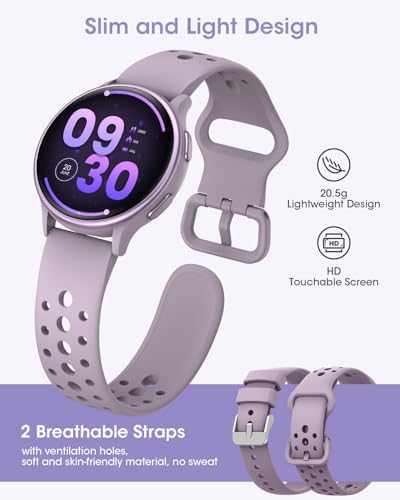 Slim and Light Design
09
30
20
JUNE
20.5g
Lightweight Design
HD
HD
Touchable Screen
2 Breathable Straps
with ventilation holes,
soft and skin-friendly material, no sweat